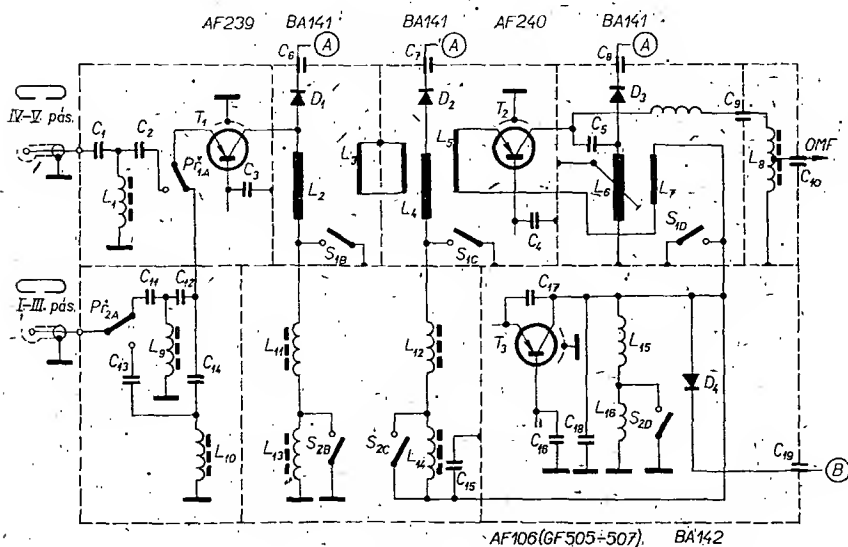 AF239 BA141 BA141 AF240 BA141
C6 A C7 A C8 A
D1 D2 D3
IV-V. pás.
C1 C2 T1 T2 C9
Př1A C3 L3 L5 C5 L8 OMF
L1 L2 L4 L6 L7 C10
C4
S1B S1C S1D
I-III. pás.
C11 C12 C17
Př2A L9 L11 L12 T3 L15
C13 C14 D4
L16 S2D
L10 L13 S2B S2C L14 C15 C16 C18 C19
B
AF106 (GF505÷507) BA142